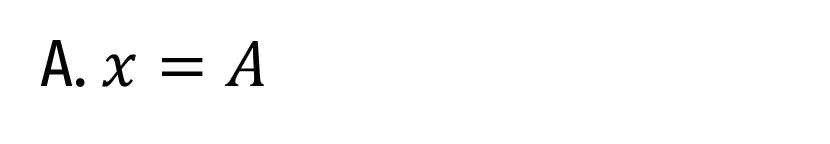 A. x = A